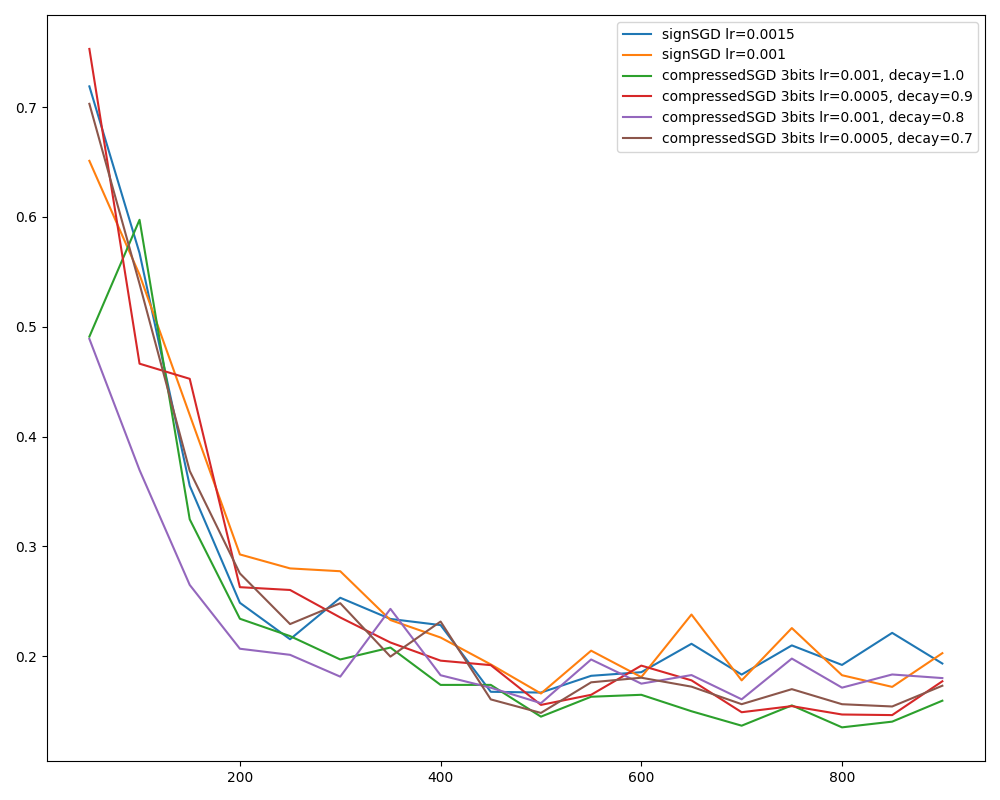 signSGD lr=0.0015
signSGD lr=0.001
compressedSGD 3bits lr=0.001, decay=1.0
compressedSGD 3bits lr=0.0005, decay=0.9
compressedSGD 3bits lr=0.001, decay=0.8
compressedSGD 3bits lr=0.0005, decay=0.7
0.7
0.6
0.5
0.4
0.3
0.2
200 400 600 800